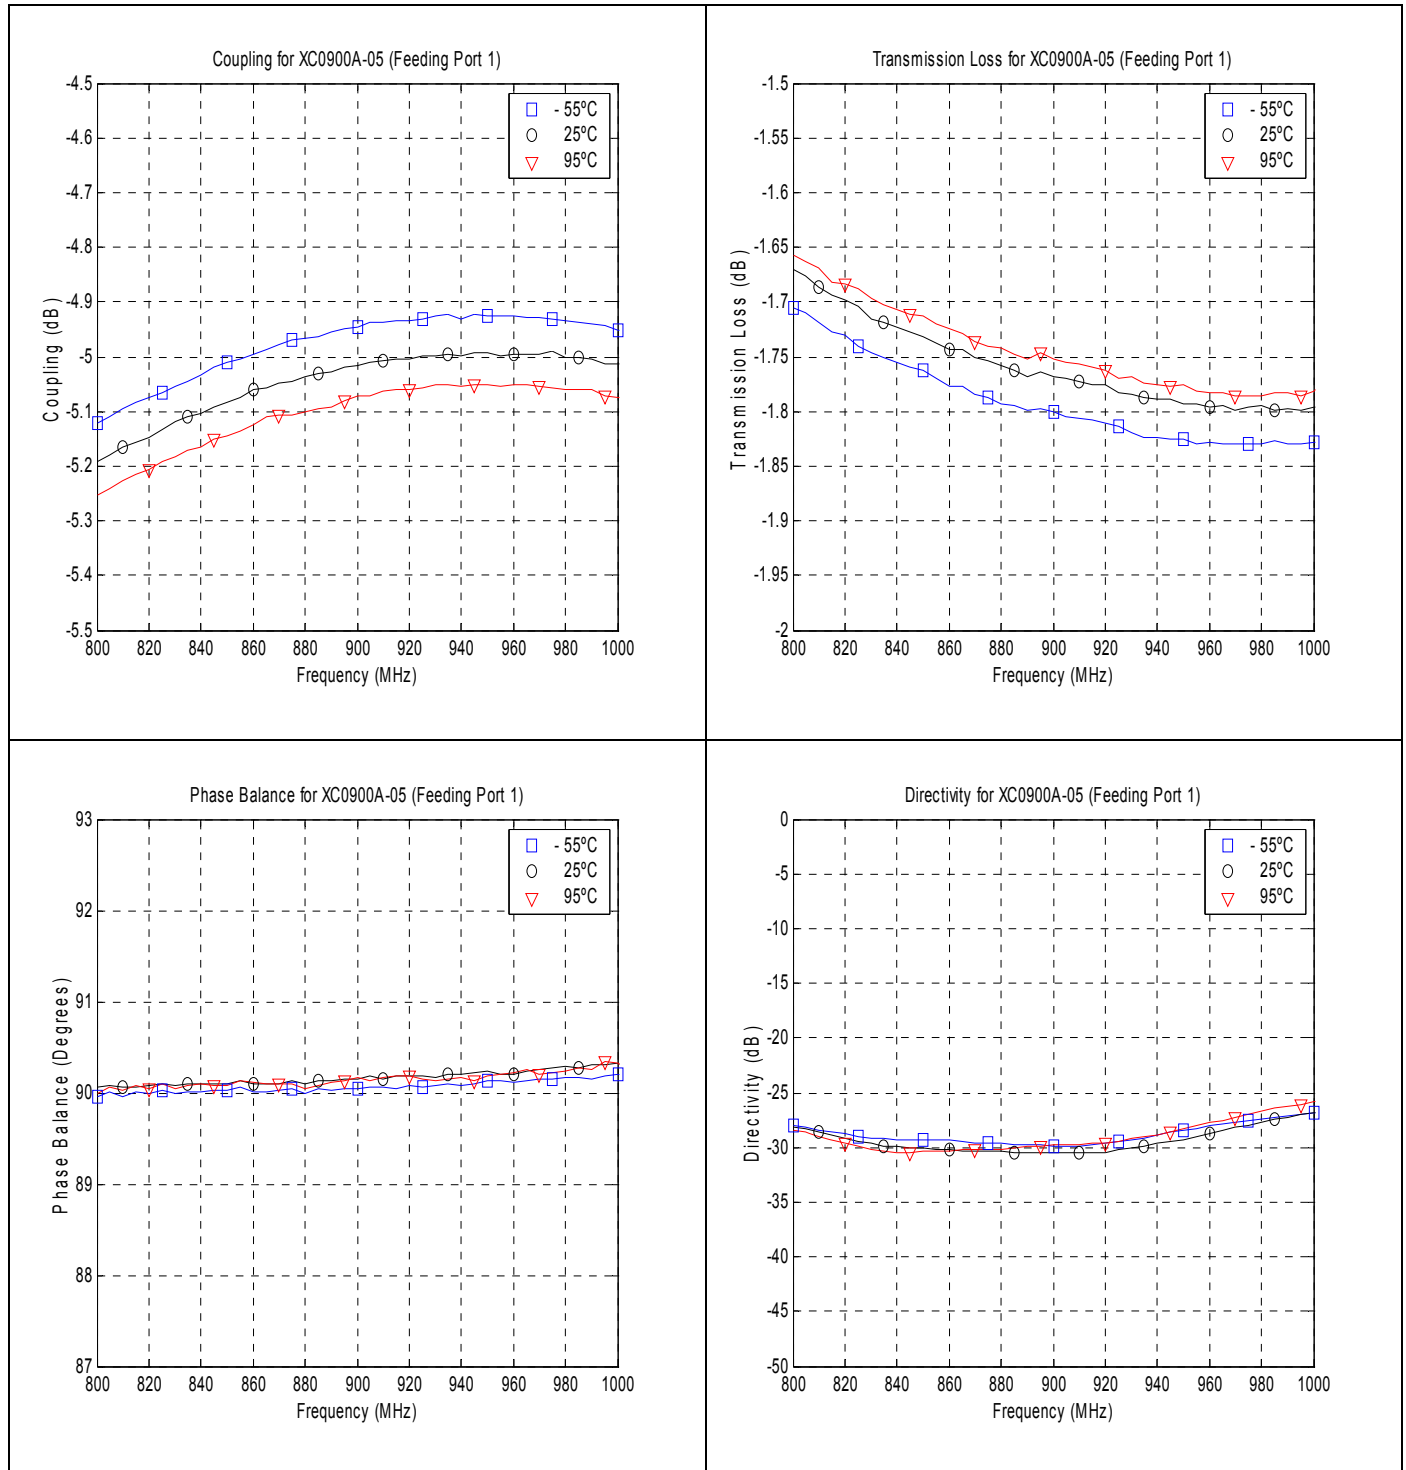 Coupling for XC0900A-05 (Feeding Port 1)
-4.5
-4.6
-4.7
-4.8
-4.9
-5
-5.1
-5.2
-5.3
-5.4
-5.5
Coupling (dB)
- 55ºC
25ºC
95ºC
800 820 840 860 880 900 920 940 960 980 1000
Frequency (MHz)
Transmission Loss for XC0900A-05 (Feeding Port 1)
-1.5
-1.55
-1.6
-1.65
-1.7
-1.75
-1.8
-1.85
-1.9
-1.95
-2
Transmission Loss (dB)
- 55ºC
25ºC
95ºC
800 820 840 860 880 900 920 940 960 980 1000
Frequency (MHz)
Phase Balance for XC0900A-05 (Feeding Port 1)
93
92
91
90
89
88
87
Phase Balance (Degrees)
- 55ºC
25ºC
95ºC
800 820 840 860 880 900 920 940 960 980 1000
Frequency (MHz)
Directivity for XC0900A-05 (Feeding Port 1)
0
-5
-10
-15
-20
-25
-30
-35
-40
-45
-50
Directivity (dB)
- 55ºC
25ºC
95ºC
800 820 840 860 880 900 920 940 960 980 1000
Frequency (MHz)